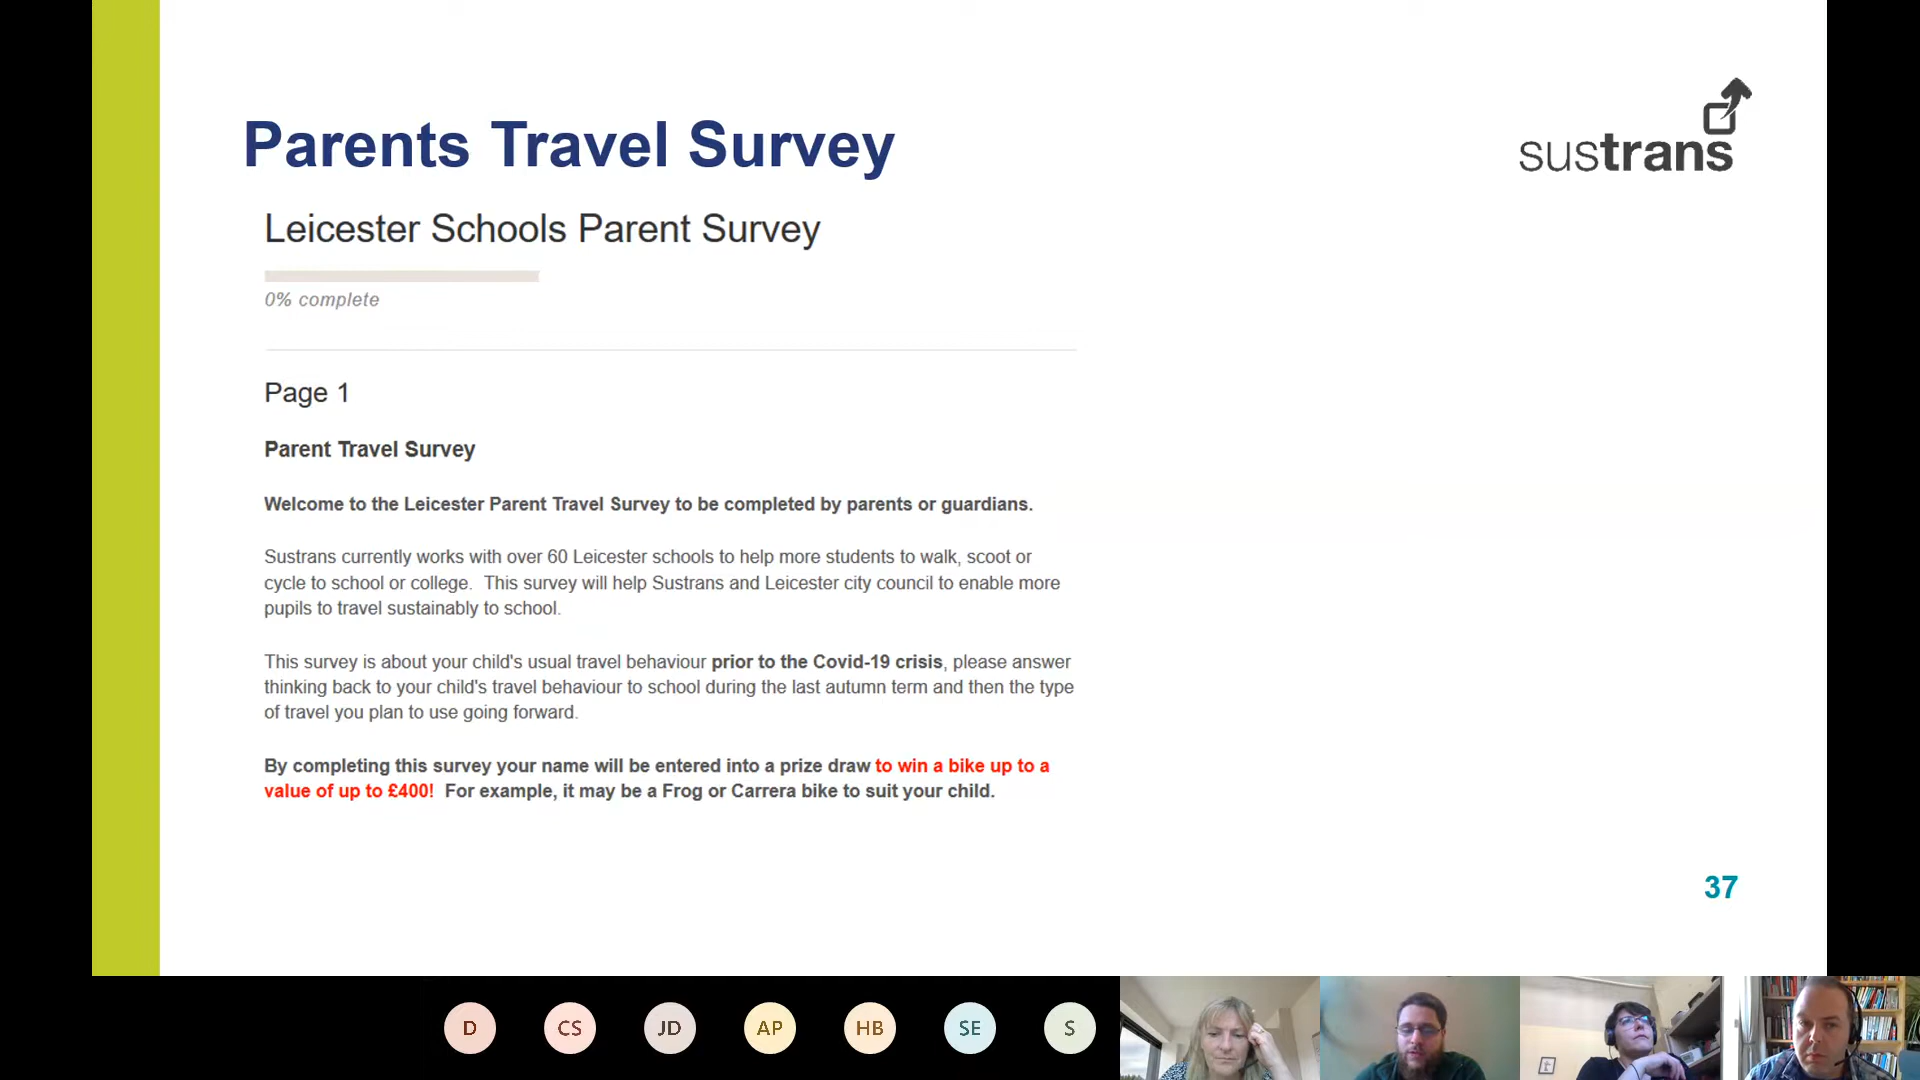 Parents Travel Survey
sustrans
Leicester Schools Parent Survey
0% complete
Page 1
Parent Travel Survey
Welcome to the Leicester Parent Travel Survey to be completed by parents or guardians.
Sustrans currently works with over 60 Leicester schools to help more students to walk, scoot or
cycle to school or college.  This survey will help Sustrans and Leicester city council to enable more
pupils to travel sustainably to school.
This survey is about your child's usual travel behaviour prior to the Covid-19 crisis, please answer
thinking back to your child's travel behaviour to school during the last autumn term and then the type
of travel you plan to use going forward.
By completing this survey your name will be entered into a prize draw to win a bike up to a
value of up to £400!  For example, it may be a Frog or Carrera bike to suit your child.
37
D CS JD AP HB SE S